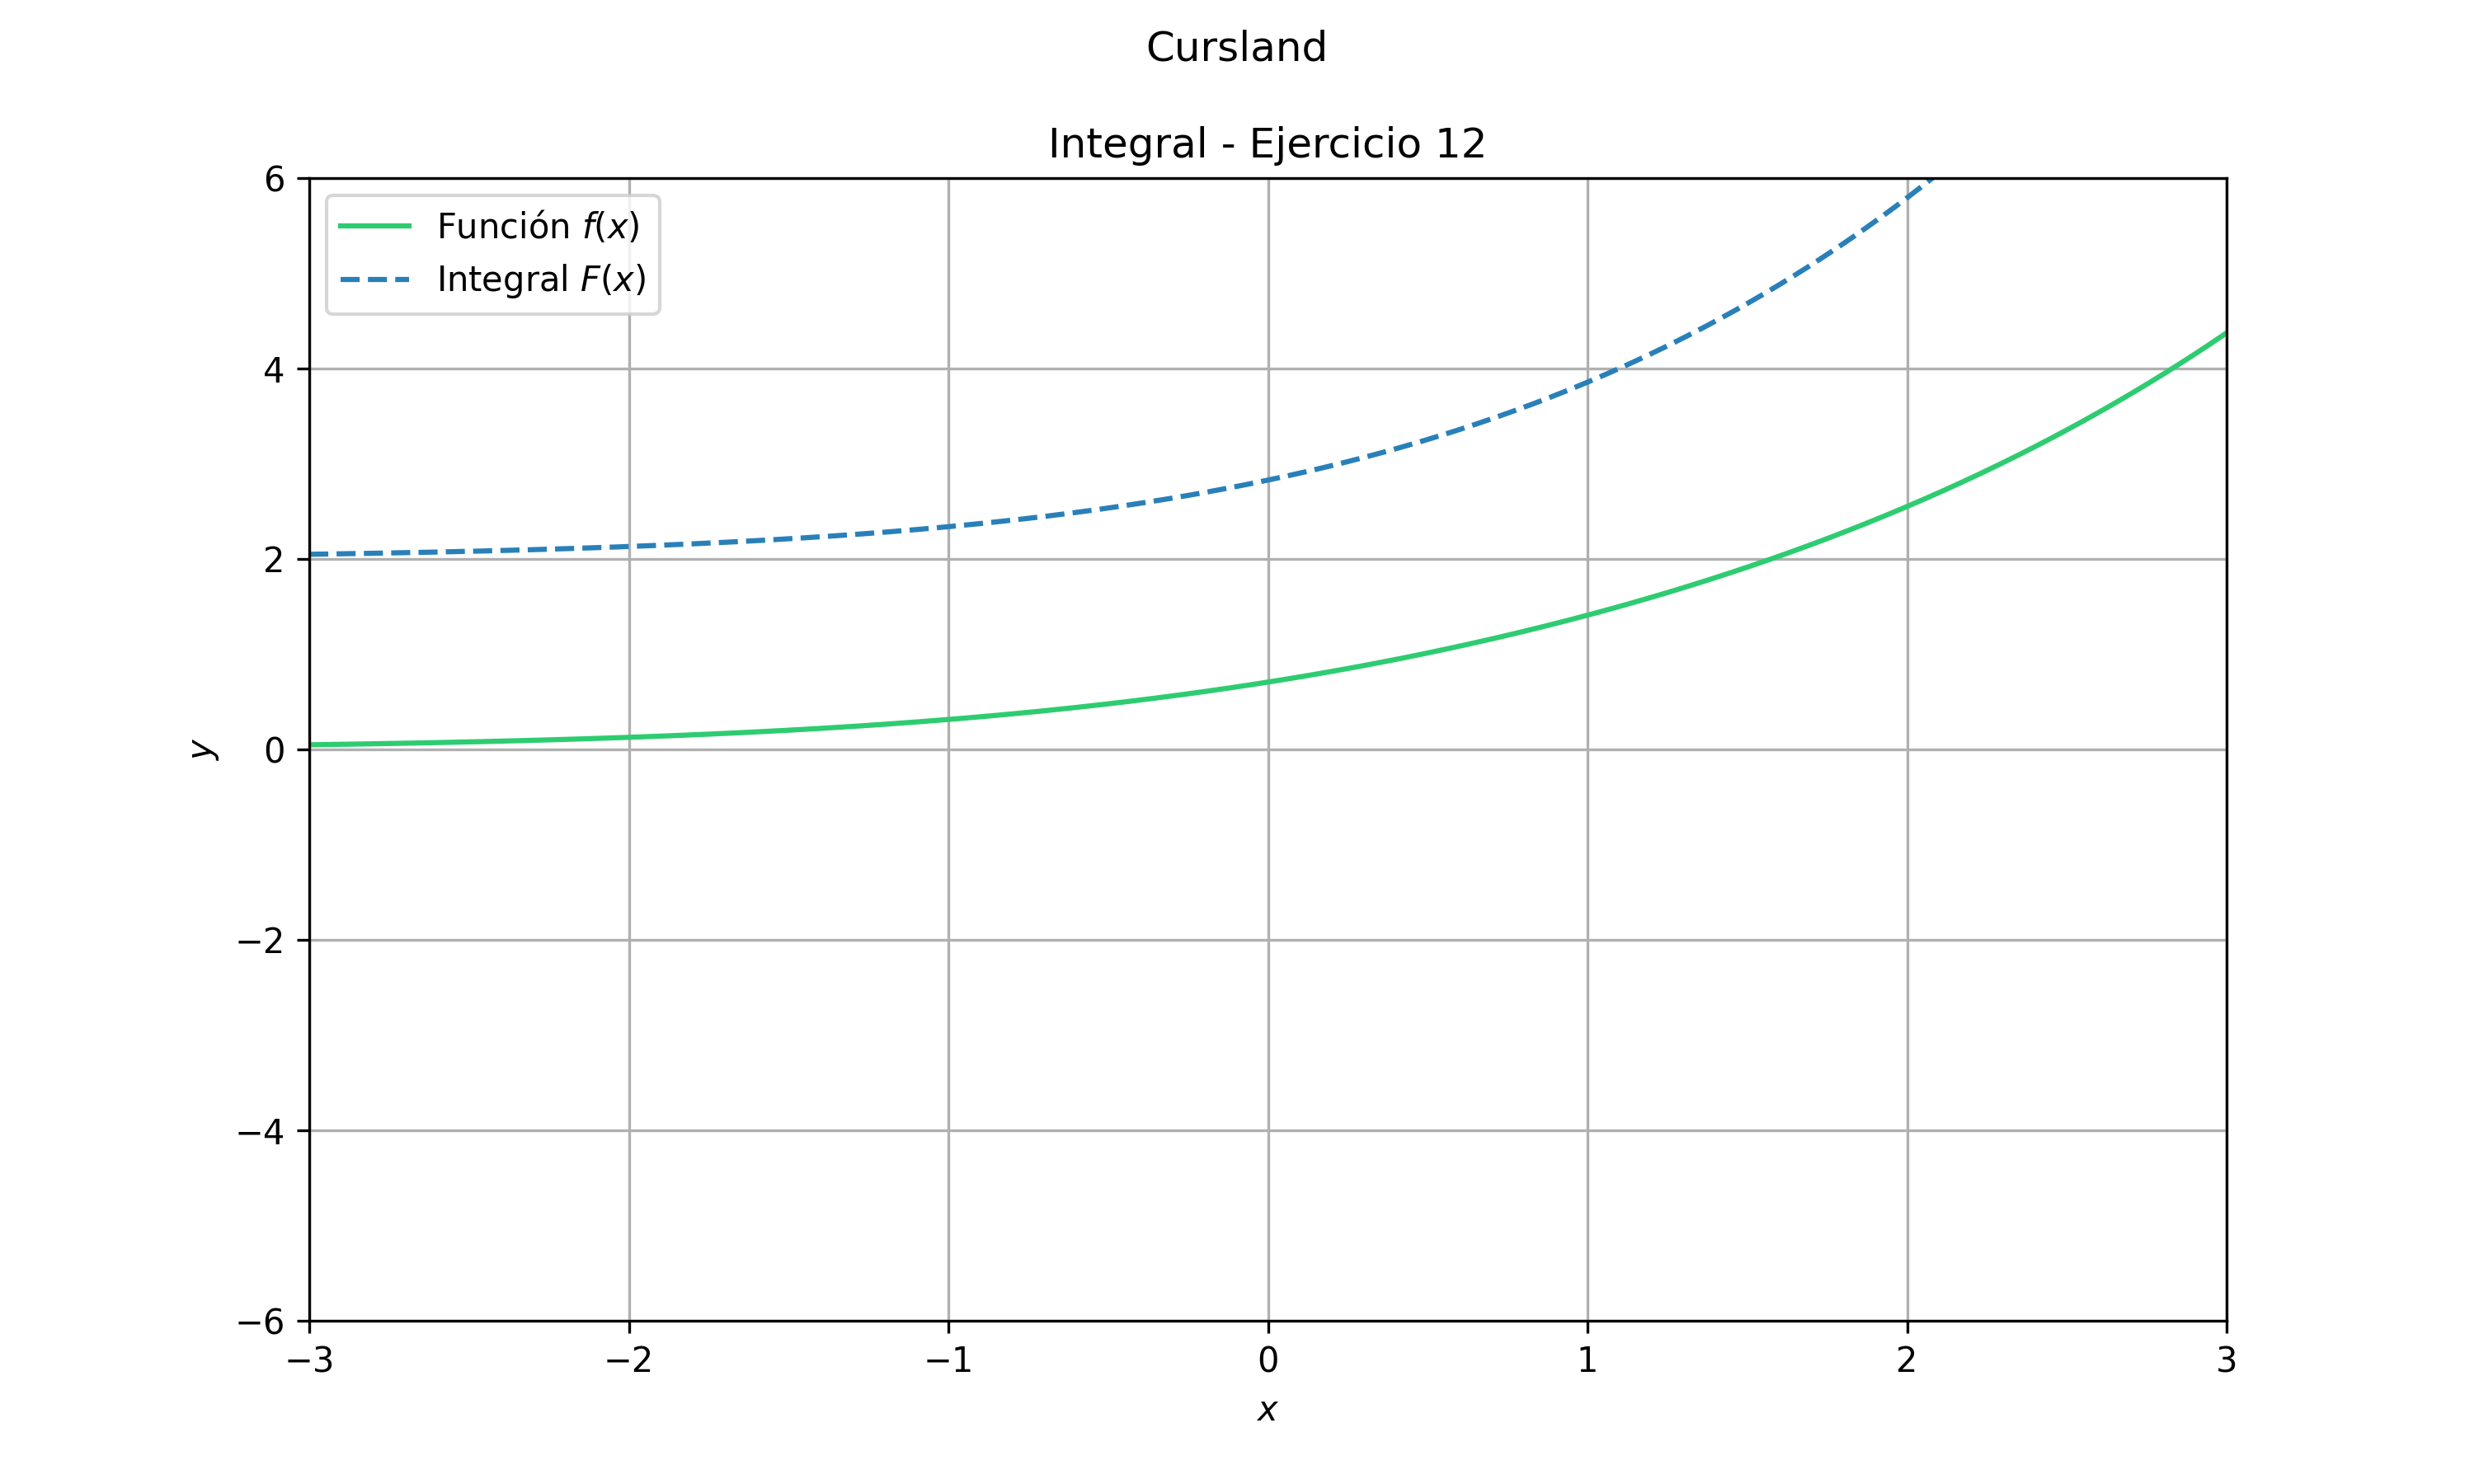 Cursland
Integral - Ejercicio 12
Función f(x)
Integral F(x)
6
4
2
0
−2
−4
−6
y
−3 −2 −1 0 1 2 3
x